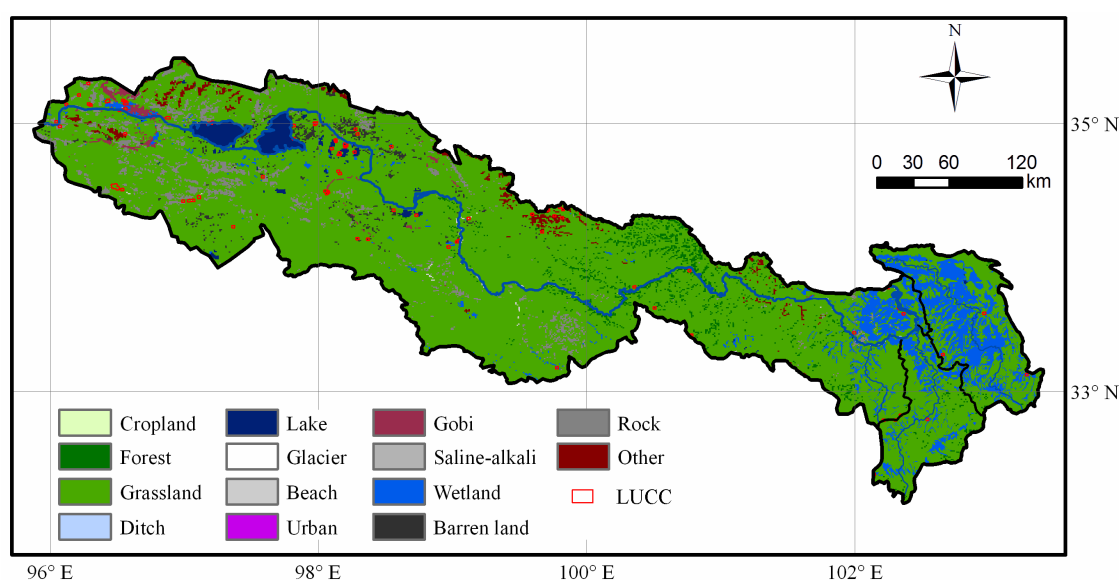 N
35° N
0 30 60 120
km
33° N
Cropland Lake Gobi Rock
Forest Glacier Saline-alkali Other
Grassland Beach Wetland LUCC
Ditch Urban Barren land
96° E 98° E 100° E 102° E